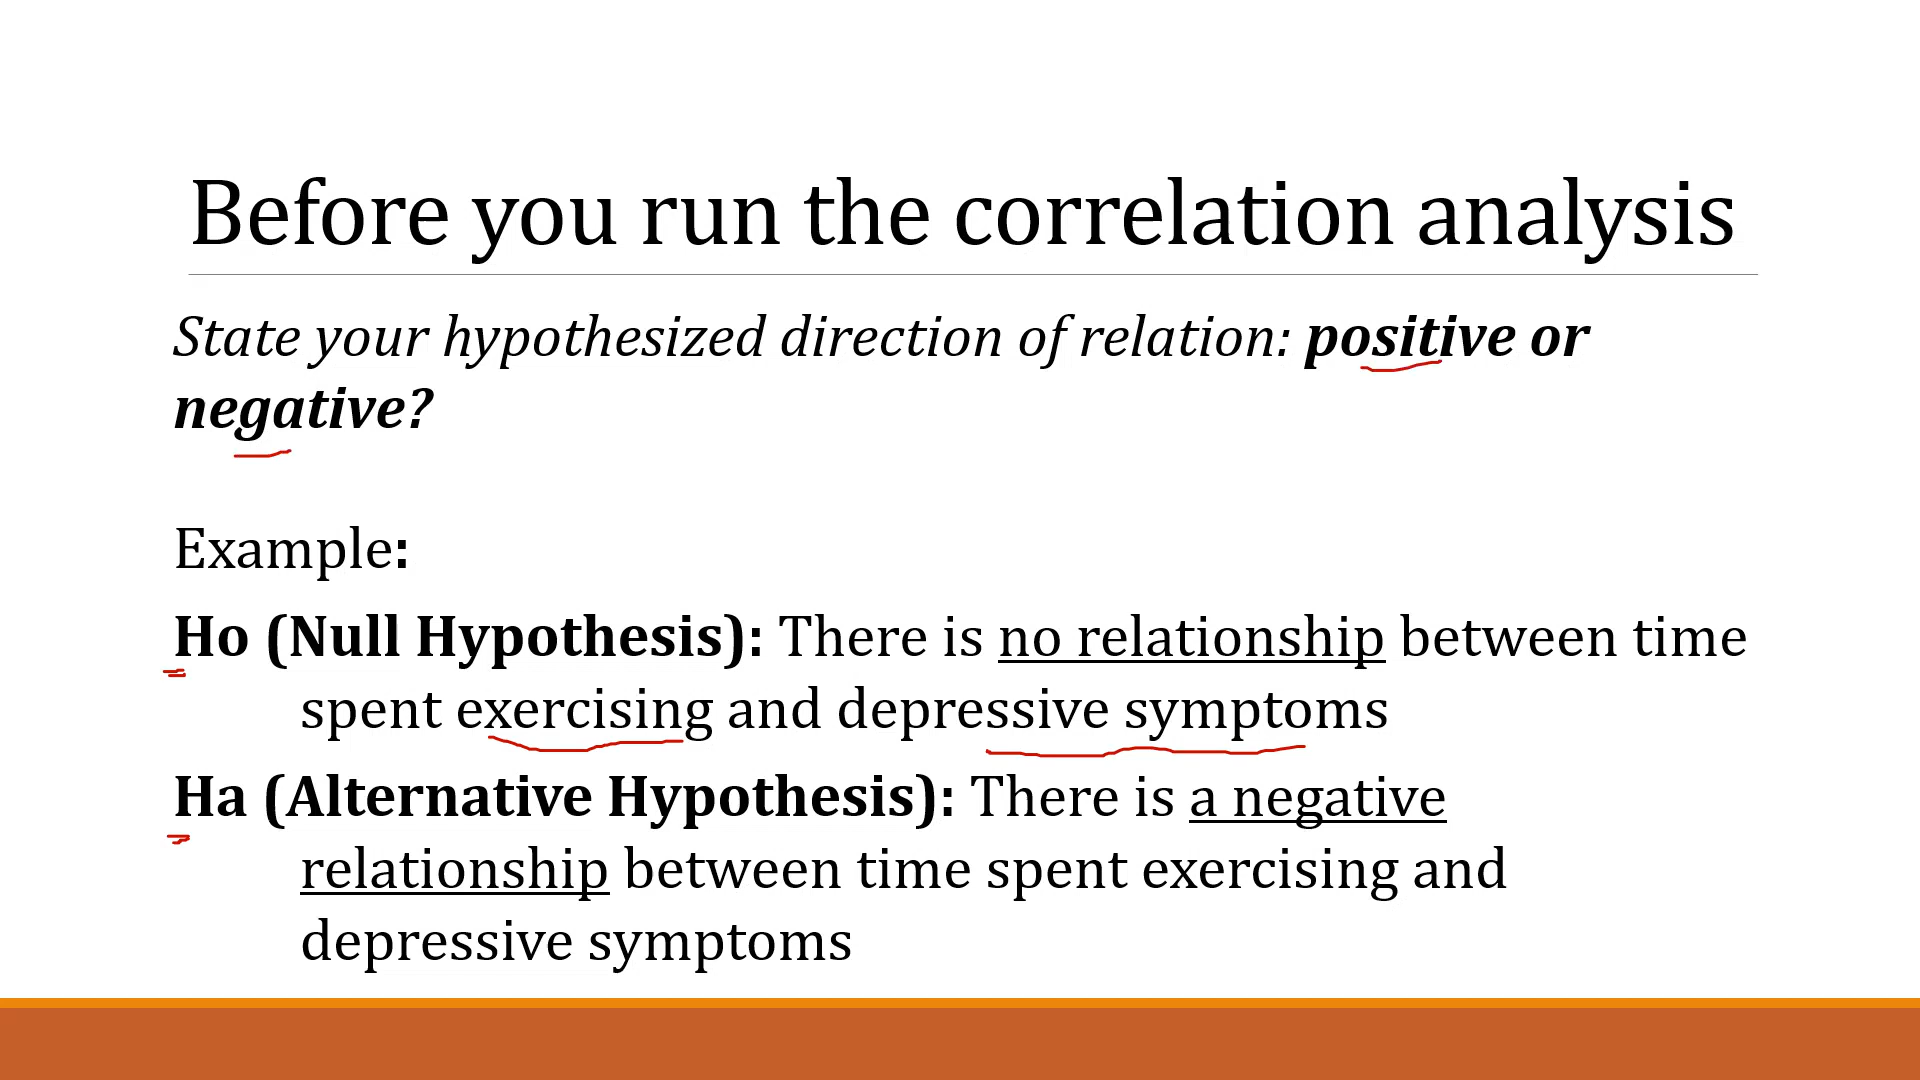 Before you run the correlation analysis
State your hypothesized direction of relation: positive or
negative?
Example:
Ho (Null Hypothesis): There is no relationship between time
spent exercising and depressive symptoms
Ha (Alternative Hypothesis): There is a negative
relationship between time spent exercising and
depressive symptoms